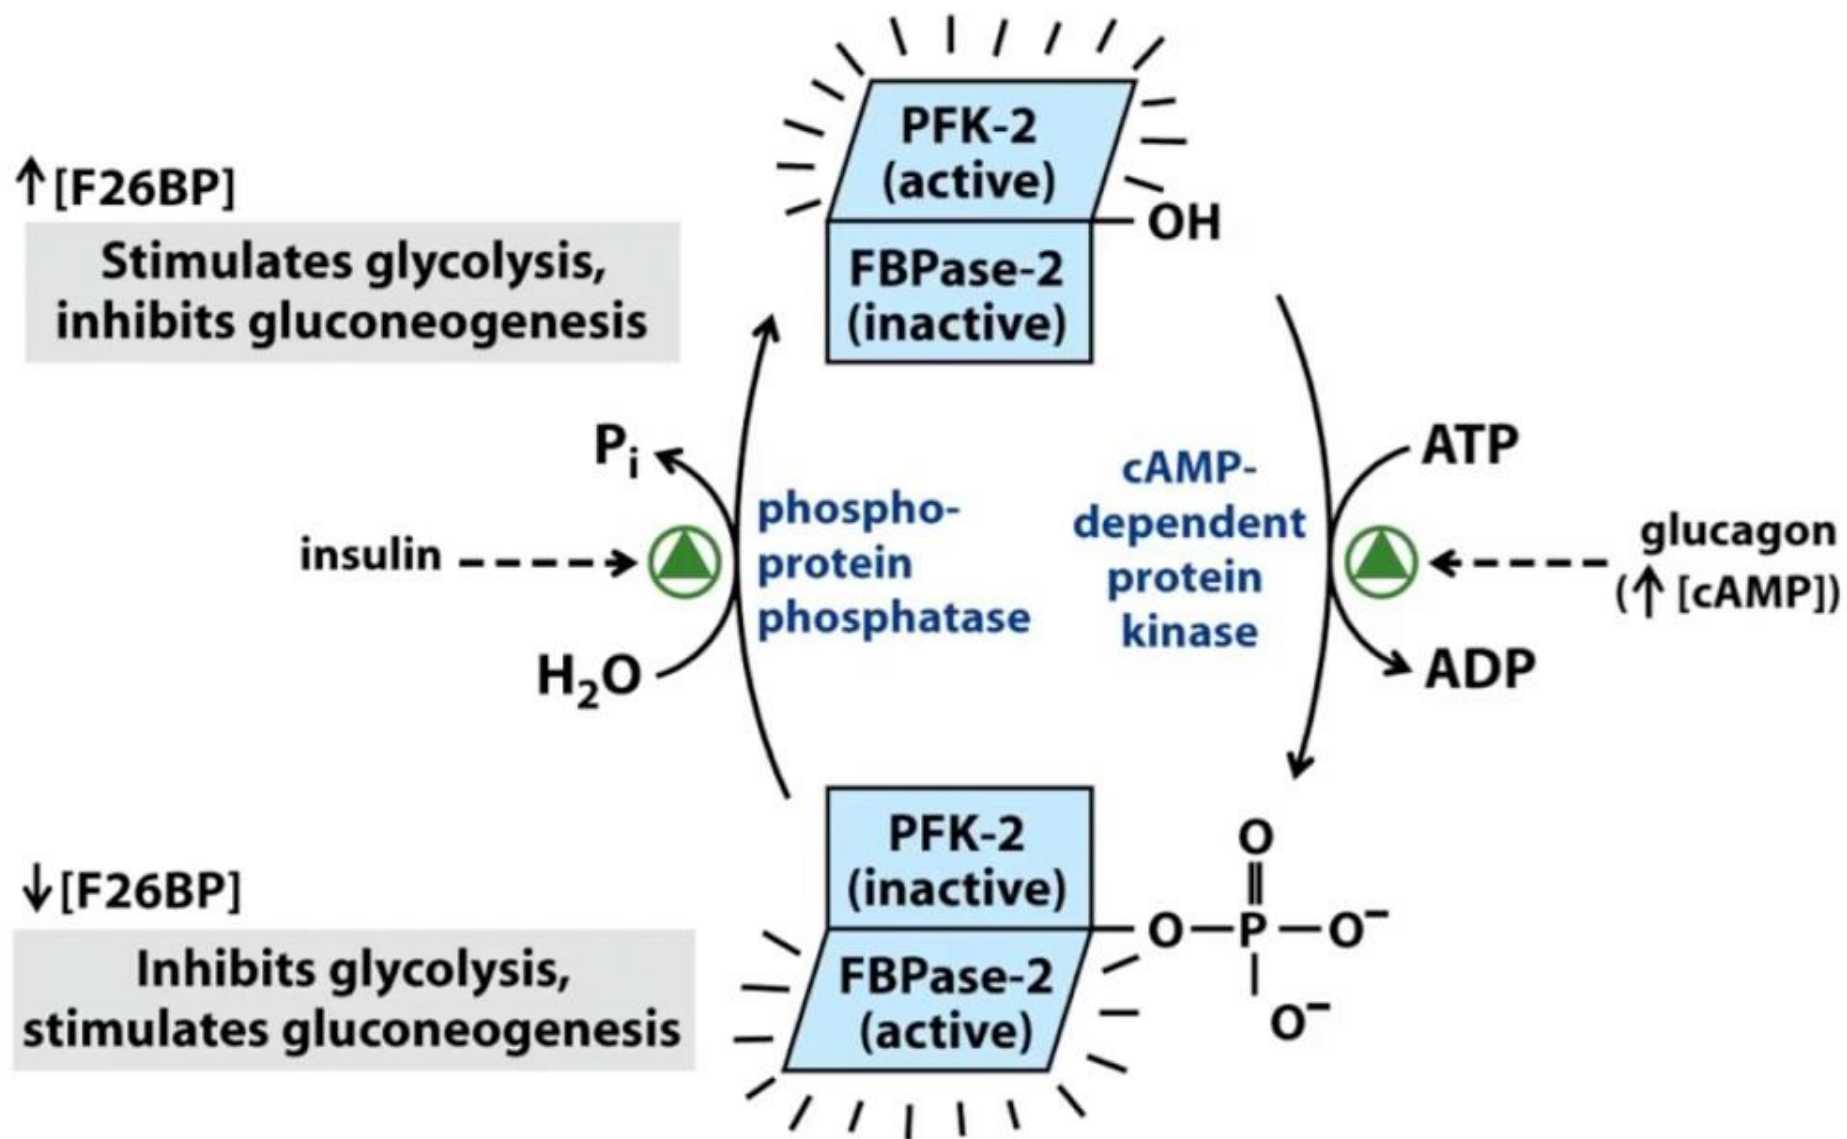 PFK-2
(active)
OH
FBPase-2
(inactive)
↑[F26BP]
Stimulates glycolysis,
inhibits gluconeogenesis
Pi
insulin
H2O
phospho-
protein
phosphatase
cAMP-
dependent
protein
kinase
ATP
glucagon
(↑ [cAMP])
ADP
↓[F26BP]
Inhibits glycolysis,
stimulates gluconeogenesis
PFK-2
(inactive)
FBPase-2
(active)
O
O—P—O−
O−